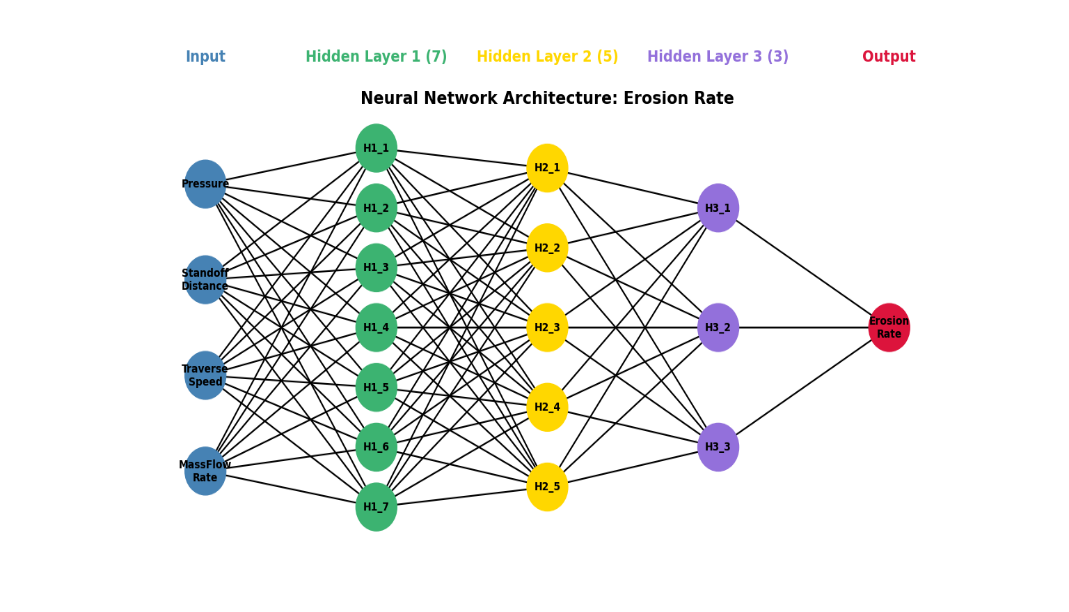 Input
Hidden Layer 1 (7)
Hidden Layer 2 (5)
Hidden Layer 3 (3)
Output
Neural Network Architecture: Erosion Rate
Pressure
Standoff
Distance
Traverse
Speed
MassFlow
Rate
H1_1
H1_2
H1_3
H1_4
H1_5
H1_6
H1_7
H2_1
H2_2
H2_3
H2_4
H2_5
H3_1
H3_2
H3_3
Erosion
Rate